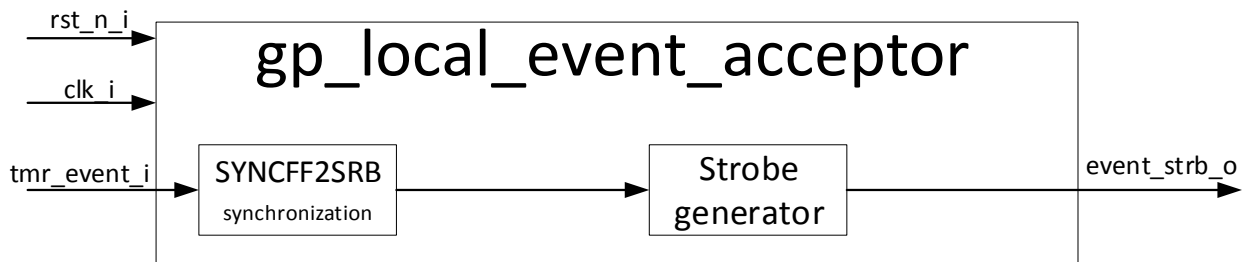 rst_n_i
gp_local_event_acceptor
clk_i
tmr_event_i
SYNCFF2SRB
synchronization
Strobe
generator
event_strb_o